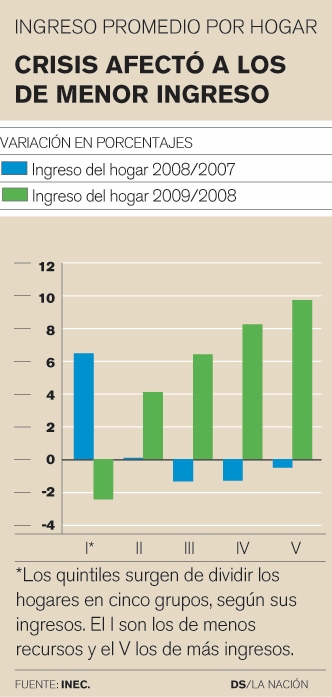 INGRESO PROMEDIO POR HOGAR
CRISIS AFECTÓ A LOS
DE MENOR INGRESO
VARIACIÓN EN PORCENTAJES
Ingreso del hogar 2008/2007
Ingreso del hogar 2009/2008
12
10
8
6
4
2
0
-2
-4
I* II III IV V
*Los quintiles surgen de dividir los
hogares en cinco grupos, según sus
ingresos. El I son los de menos
recursos y el V los de más ingresos.
FUENTE: INEC. DS/LA NACIÓN